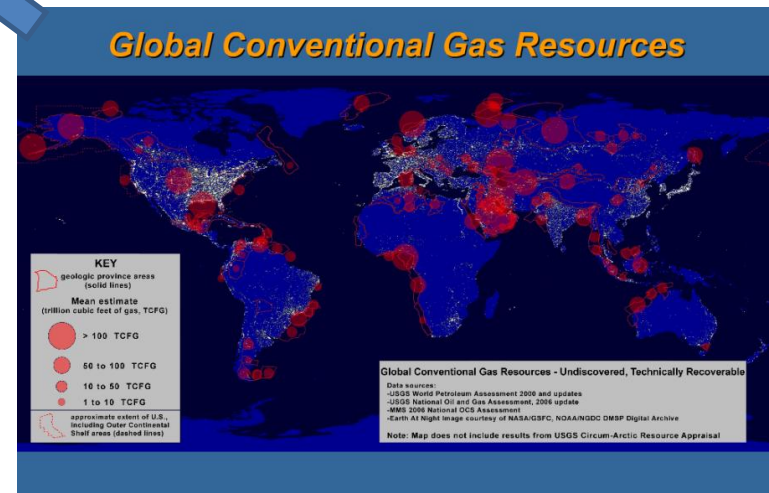 Global Conventional Gas Resources
KEY
geologic province areas
(solid lines)
Mean estimate
(trillion cubic feet of gas, TCFG)
> 100 TCFG
50 to 100 TCFG
10 to 50 TCFG
1 to 10 TCFG
approximate extent of U.S.,
including Outer Continental
Shelf areas (dashed lines)
Global Conventional Gas Resources - Undiscovered, Technically Recoverable
Data sources:
-USGS World Petroleum Assessment 2000 and updates
-USGS National Oil and Gas Assessment, 2006 update
-MMS 2006 National OCS Assessment
-Earth At Night Image courtesy of NASA/GSFC, NOAA/NGDC DMSP Digital Archive
Note: Map does not include results from USGS Circum-Arctic Resource Appraisal